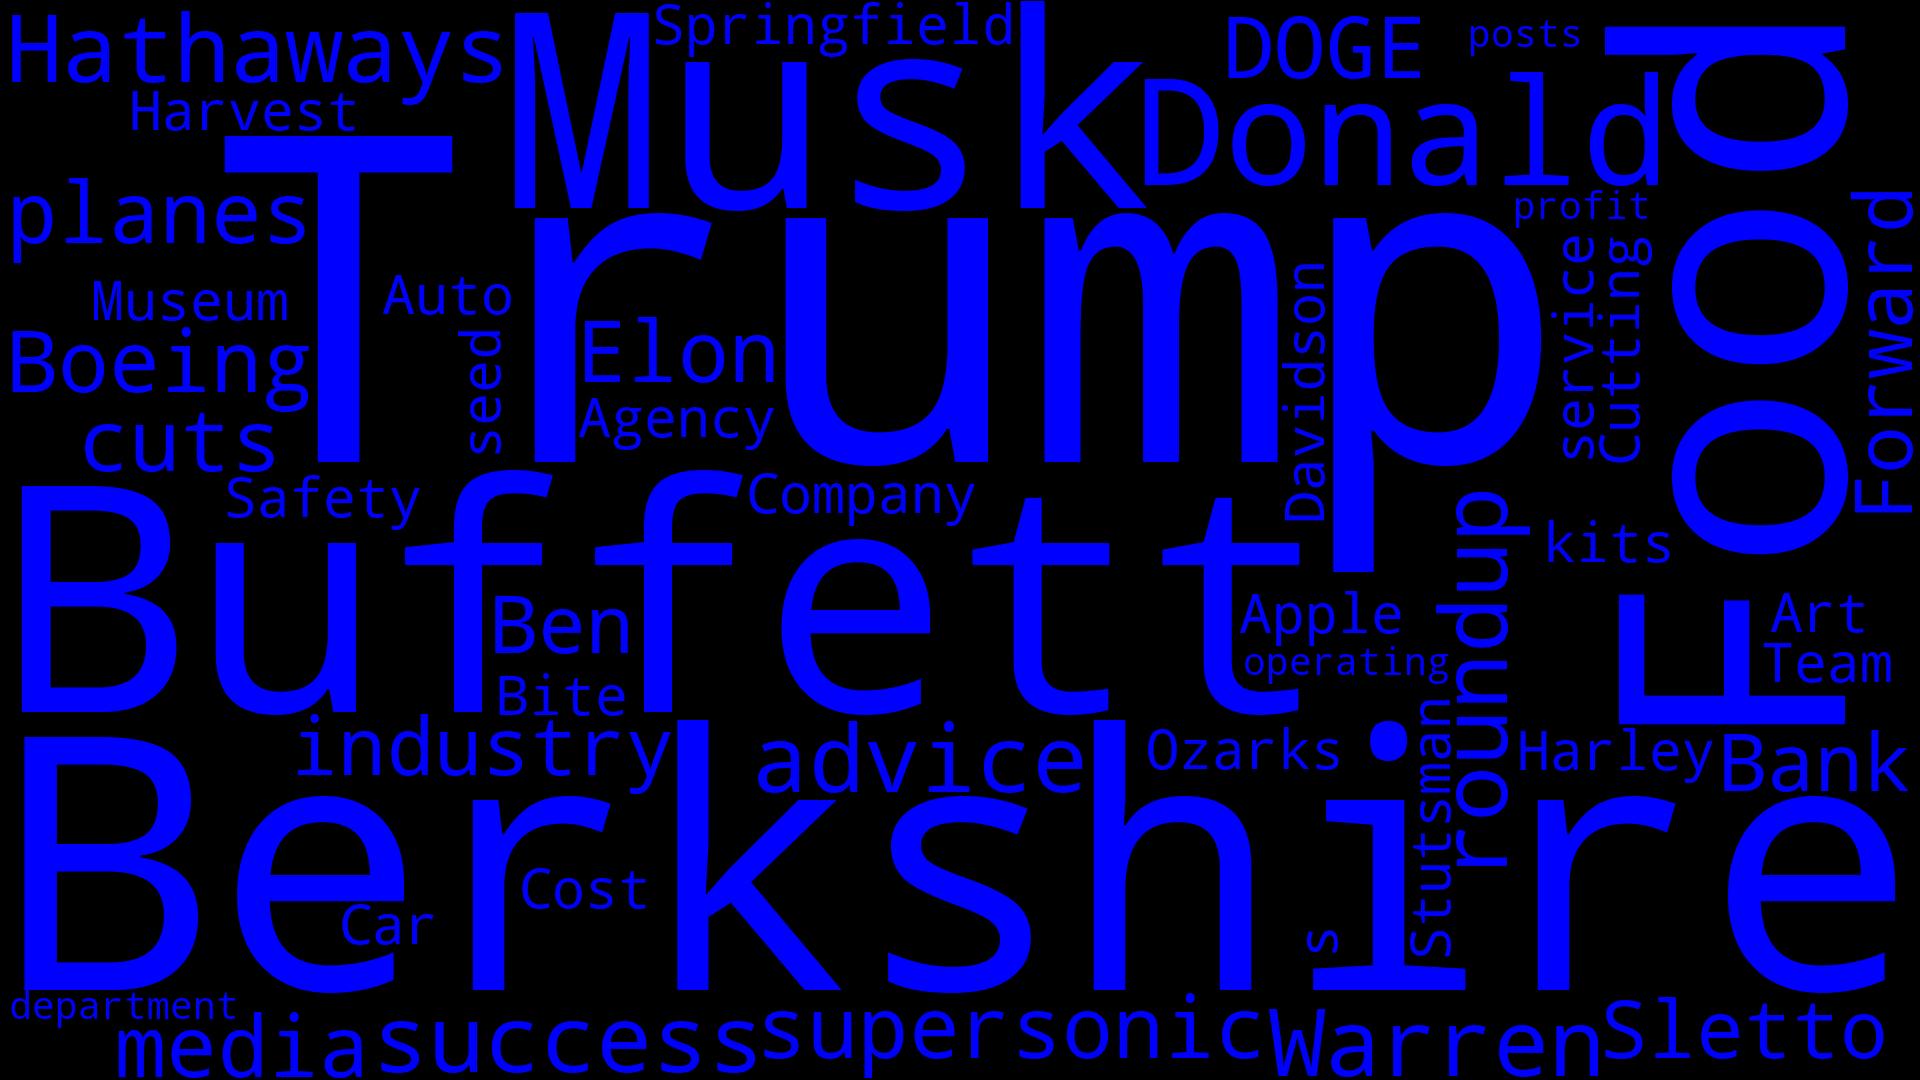 Hathaways
Musk
Springfield
DOGE
posts
Donald
Food
Harvest
Trump
planes
profit
Forward
Museum
Auto
service
Cutting
Boeing
seed
Elon
Davidson
Agency
cuts
Safety
Company
Buffett
roundup
kits
Ben
Apple
Art
operating
Team
Bite
industry
advice
Ozarks
Stutsman
Harley
Bank
Berkshire
Cost
Car
s
department
media
success
supersonic
Warren
Sletto